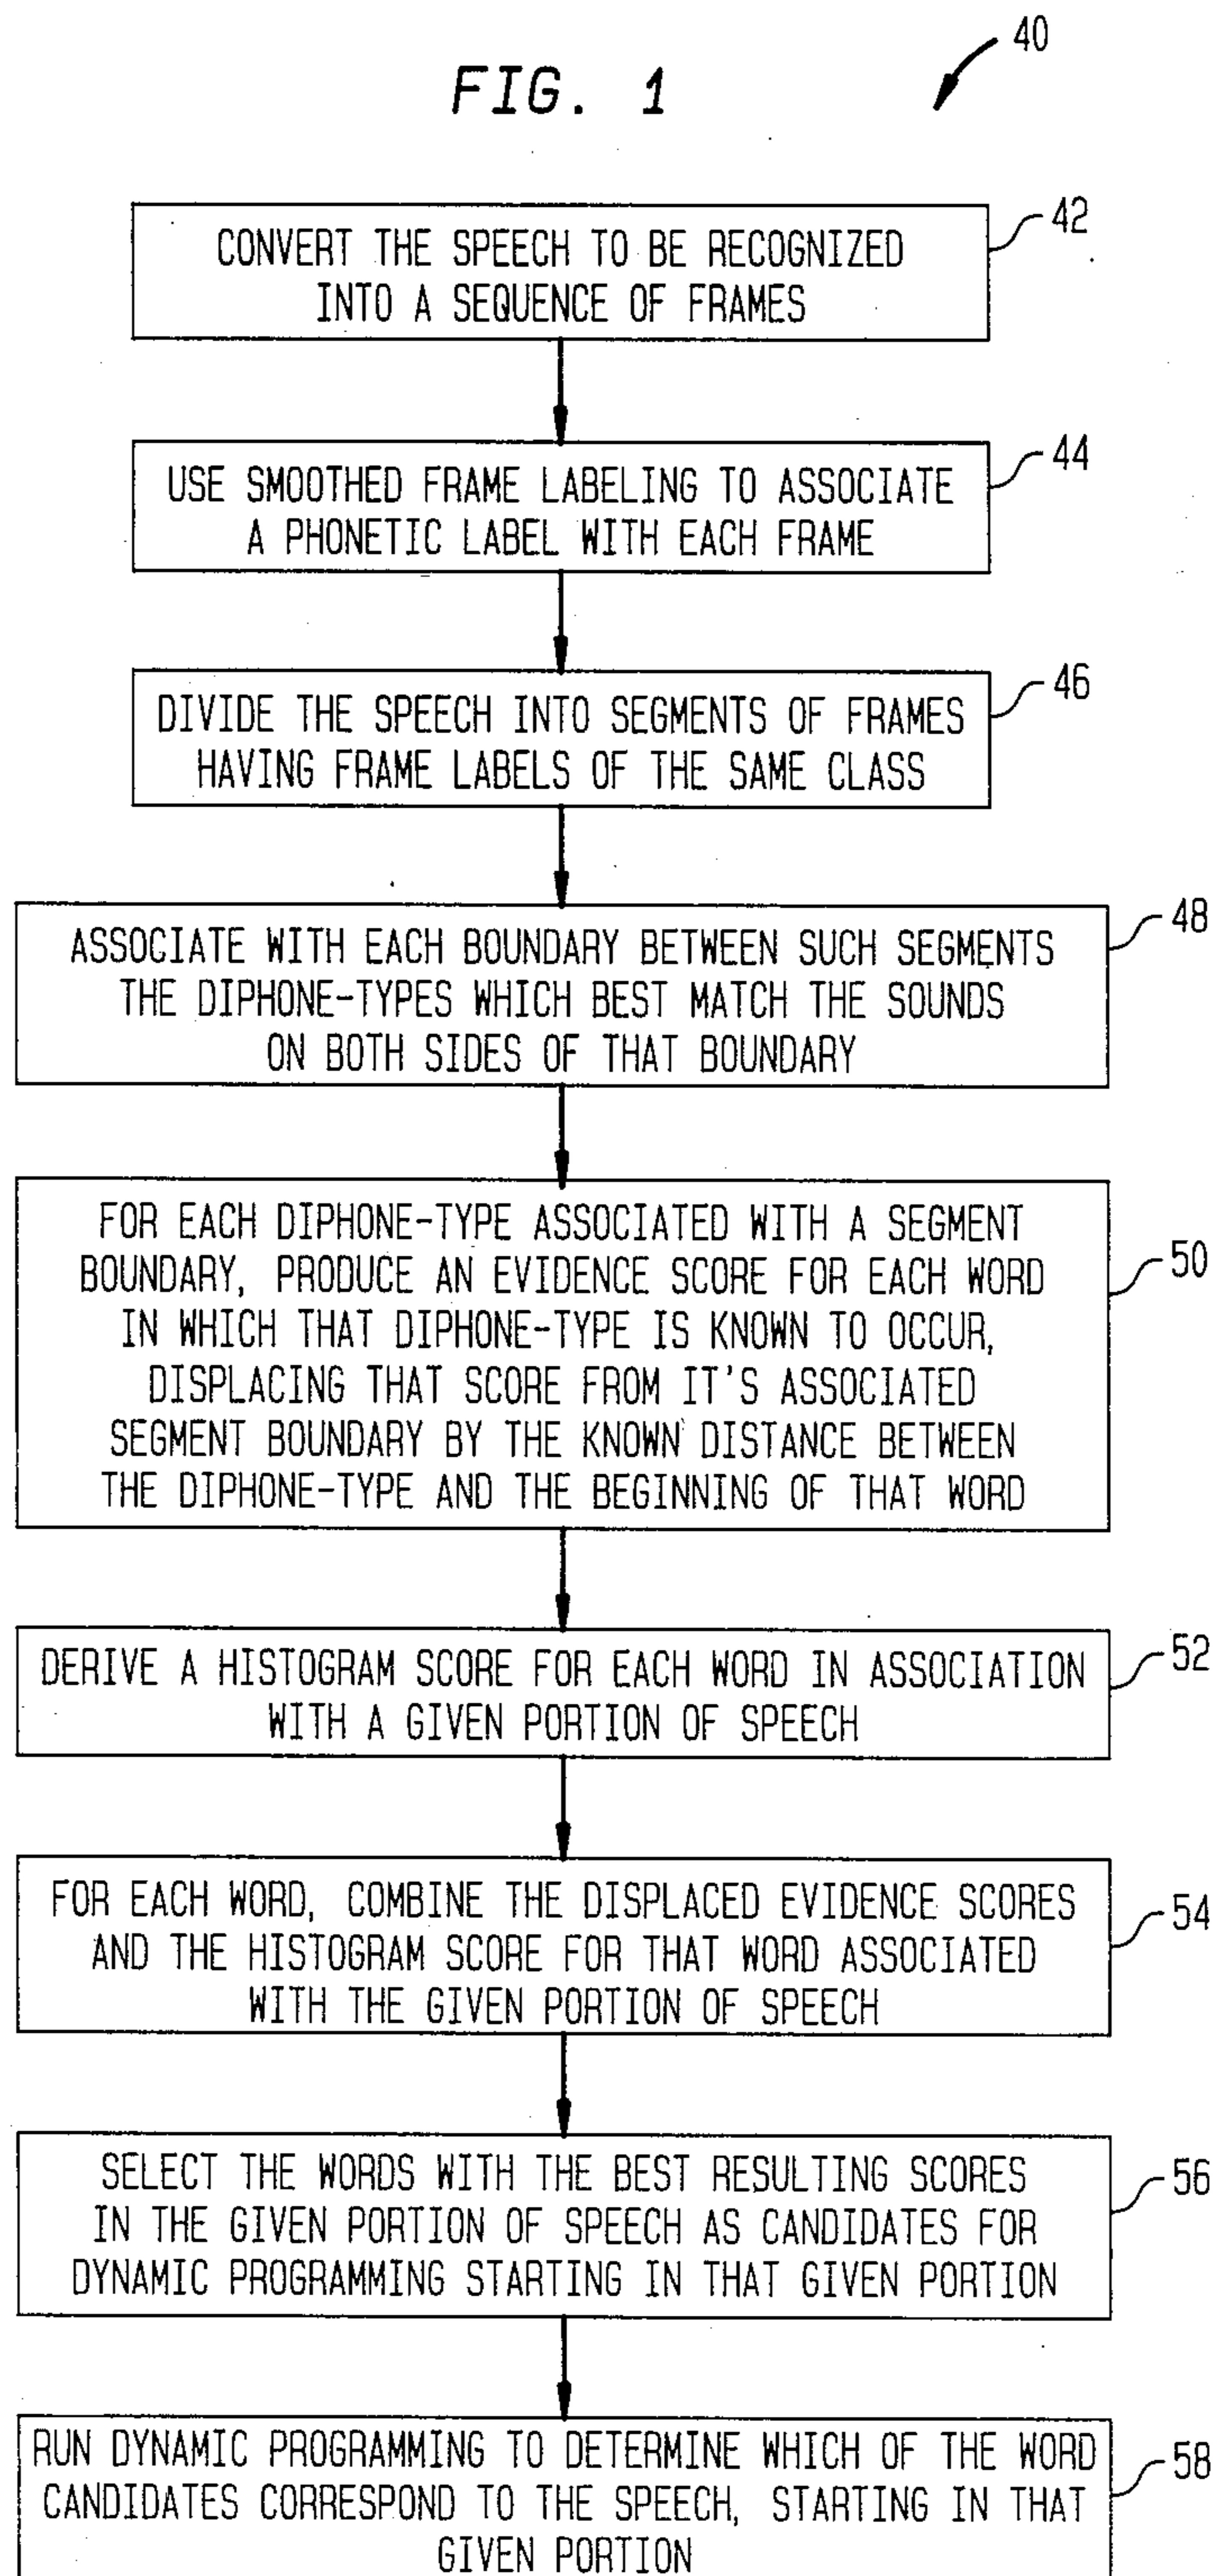 40
FIG. 1
42
CONVERT THE SPEECH TO BE RECOGNIZED
INTO A SEQUENCE OF FRAMES
44
USE SMOOTHED FRAME LABELING TO ASSOCIATE
A PHONETIC LABEL WITH EACH FRAME
46
DIVIDE THE SPEECH INTO SEGMENTS OF FRAMES
HAVING FRAME LABELS OF THE SAME CLASS
48
ASSOCIATE WITH EACH BOUNDARY BETWEEN SUCH SEGMENTS
THE DIPHONE-TYPES WHICH BEST MATCH THE SOUNDS
ON BOTH SIDES OF THAT BOUNDARY
50
FOR EACH DIPHONE-TYPE ASSOCIATED WITH A SEGMENT
BOUNDARY, PRODUCE AN EVIDENCE SCORE FOR EACH WORD
IN WHICH THAT DIPHONE-TYPE IS KNOWN TO OCCUR,
DISPLACING THAT SCORE FROM IT'S ASSOCIATED
SEGMENT BOUNDARY BY THE KNOWN DISTANCE BETWEEN
THE DIPHONE-TYPE AND THE BEGINNING OF THAT WORD
52
DERIVE A HISTOGRAM SCORE FOR EACH WORD IN ASSOCIATION
WITH A GIVEN PORTION OF SPEECH
54
FOR EACH WORD, COMBINE THE DISPLACED EVIDENCE SCORES
AND THE HISTOGRAM SCORE FOR THAT WORD ASSOCIATED
WITH THE GIVEN PORTION OF SPEECH
56
SELECT THE WORDS WITH THE BEST RESULTING SCORES
IN THE GIVEN PORTION OF SPEECH AS CANDIDATES FOR
DYNAMIC PROGRAMMING STARTING IN THAT GIVEN PORTION
58
RUN DYNAMIC PROGRAMMING TO DETERMINE WHICH OF THE WORD
CANDIDATES CORRESPOND TO THE SPEECH, STARTING IN THAT
GIVEN PORTION